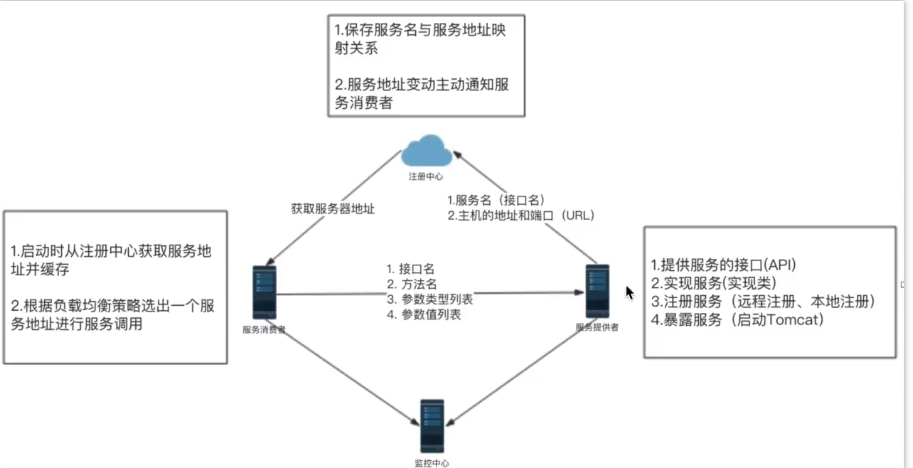 1.保存服务名与服务地址映
射关系
2.服务地址变动主动通知服
务消费者
注册中心
获取服务器地址
1.服务名（接口名）
2.主机的地址和端口（URL）
1.启动时从注册中心获取服务地
址并缓存
2.根据负载均衡策略选出一个服
务地址进行服务调用
服务消费者
1. 接口名
2. 方法名
3. 参数类型列表
4. 参数值列表
服务提供者
1.提供服务的接口(API)
2.实现服务(实现类)
3.注册服务（远程注册、本地注册）
4.暴露服务（启动Tomcat）
监控中心